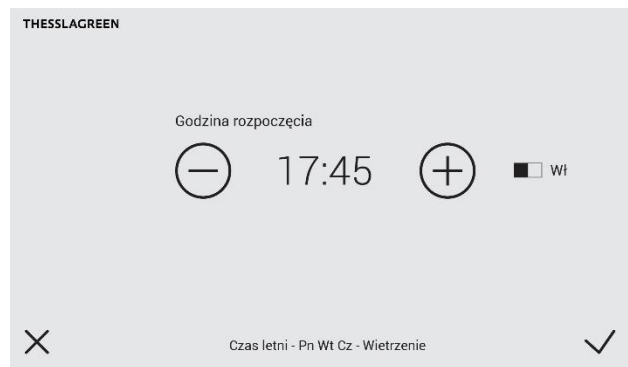 THESSLAGREEN
Godzina rozpoczęcia
17:45
Wł
Czas letni - Pn Wt Cz - Wietrzenie